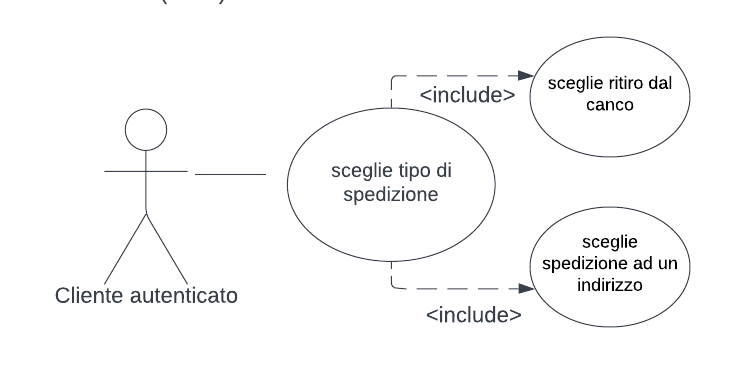 sceglie ritiro dal
canco
<include>
sceglie tipo di
spedizione
sceglie
spedizione ad un
indirizzo
Cliente autenticato
<include>